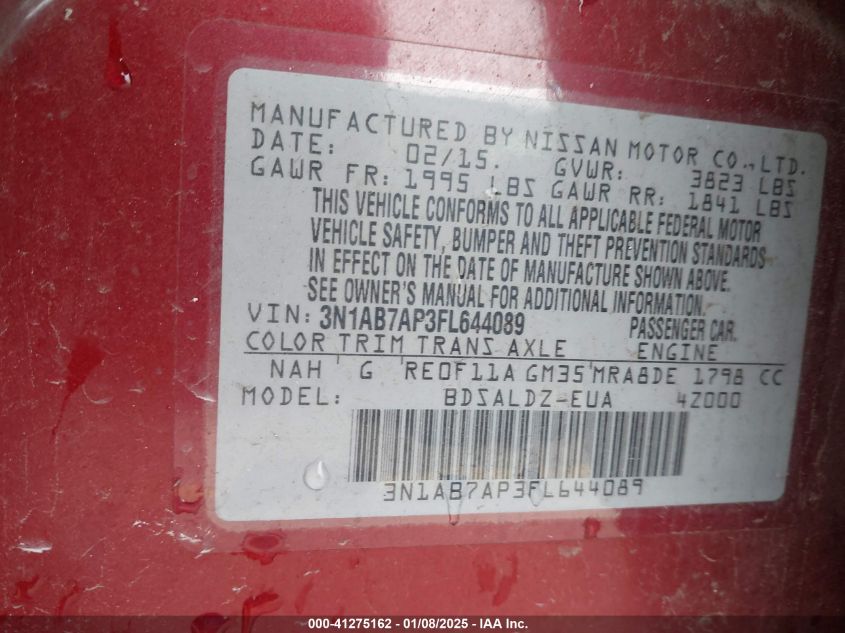 MANUFACTURED BY NISSAN MOTOR CO.,LTD.
DATE: 02/15. GVWR: 3823 LBS
GAWR FR: 1995 LBS GAWR RR: 1841 LBS
THIS VEHICLE CONFORMS TO ALL APPLICABLE FEDERAL MOTOR
VEHICLE SAFETY, BUMPER AND THEFT PREVENTION STANDARDS
IN EFFECT ON THE DATE OF MANUFACTURE SHOWN ABOVE.
SEE OWNER'S MANUAL FOR ADDITIONAL INFORMATION.
VIN: 3N1AB7AP3FL644089 PASSENGER CAR.
COLOR TRIM TRANS AXLE ENGINE
NAH G RE0F11A GM35 MRA8DE 1798 CC
MODEL: BDSALDZ-EUA 4Z000
3N1AB7AP3FL644089
000-41275162 - 01/08/2025 - IAA Inc.